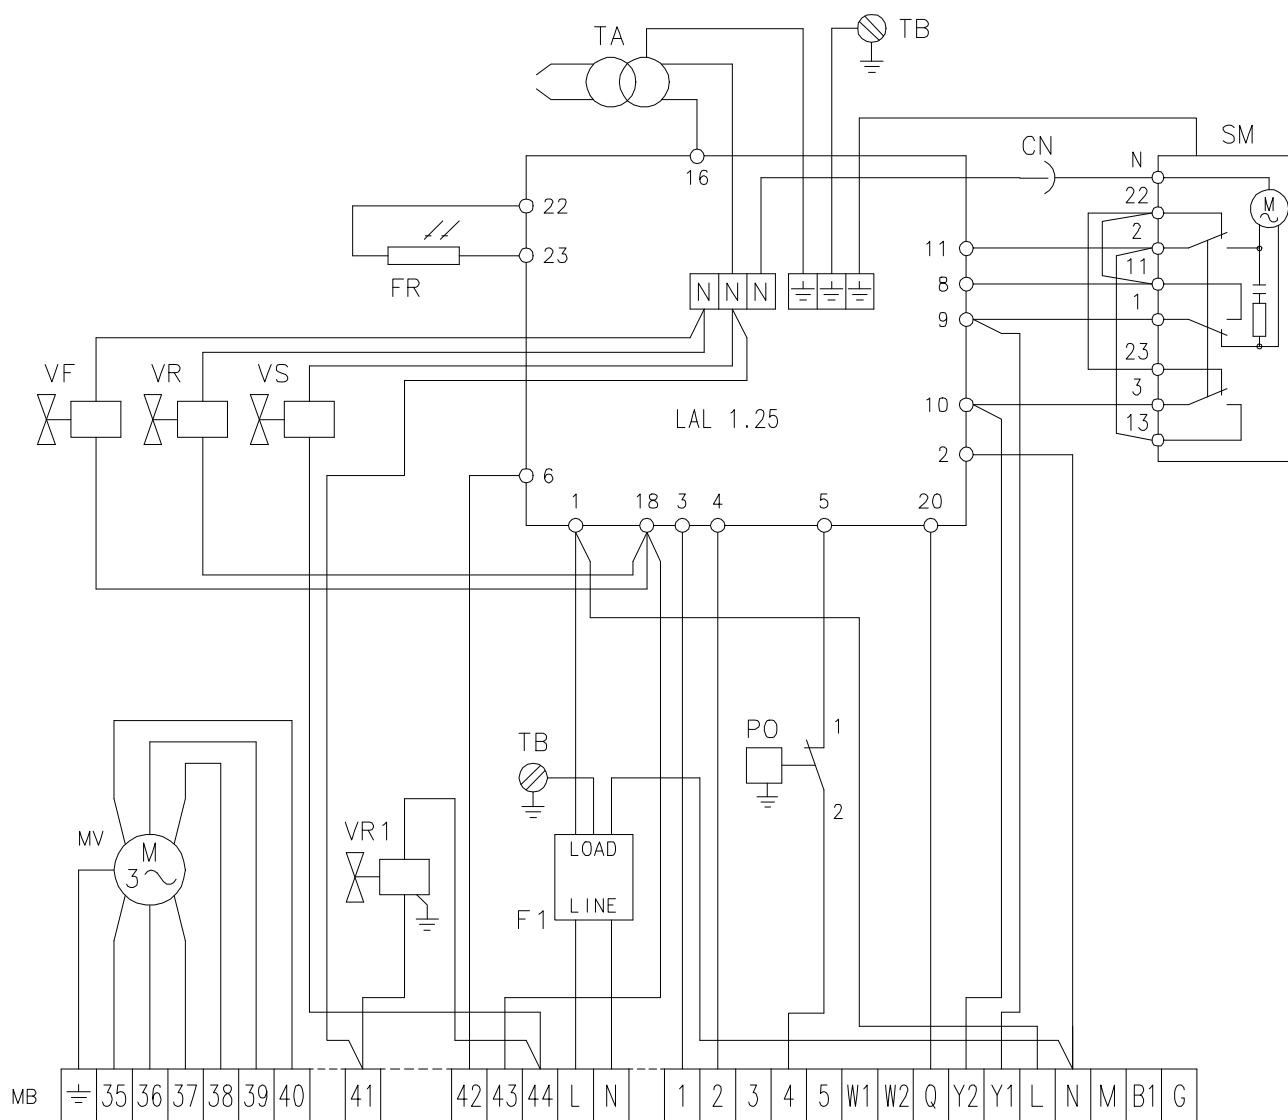 TA
TB
SM
CN
N
16
22
22
2
23
11
11
FR
N N N
8
1
9
VF
VR
VS
23
3
10
LAL 1.25
13
2
6
1
18
3
4
5
20
PO
1
TB
2
MV
M
3
VR1
LOAD
LINE
F1
M
MB
35 36 37 38 39 40 41 42 43 44 L N 1 2 3 4 5 W1 W2 Q Y2 Y1 L N M B1 G